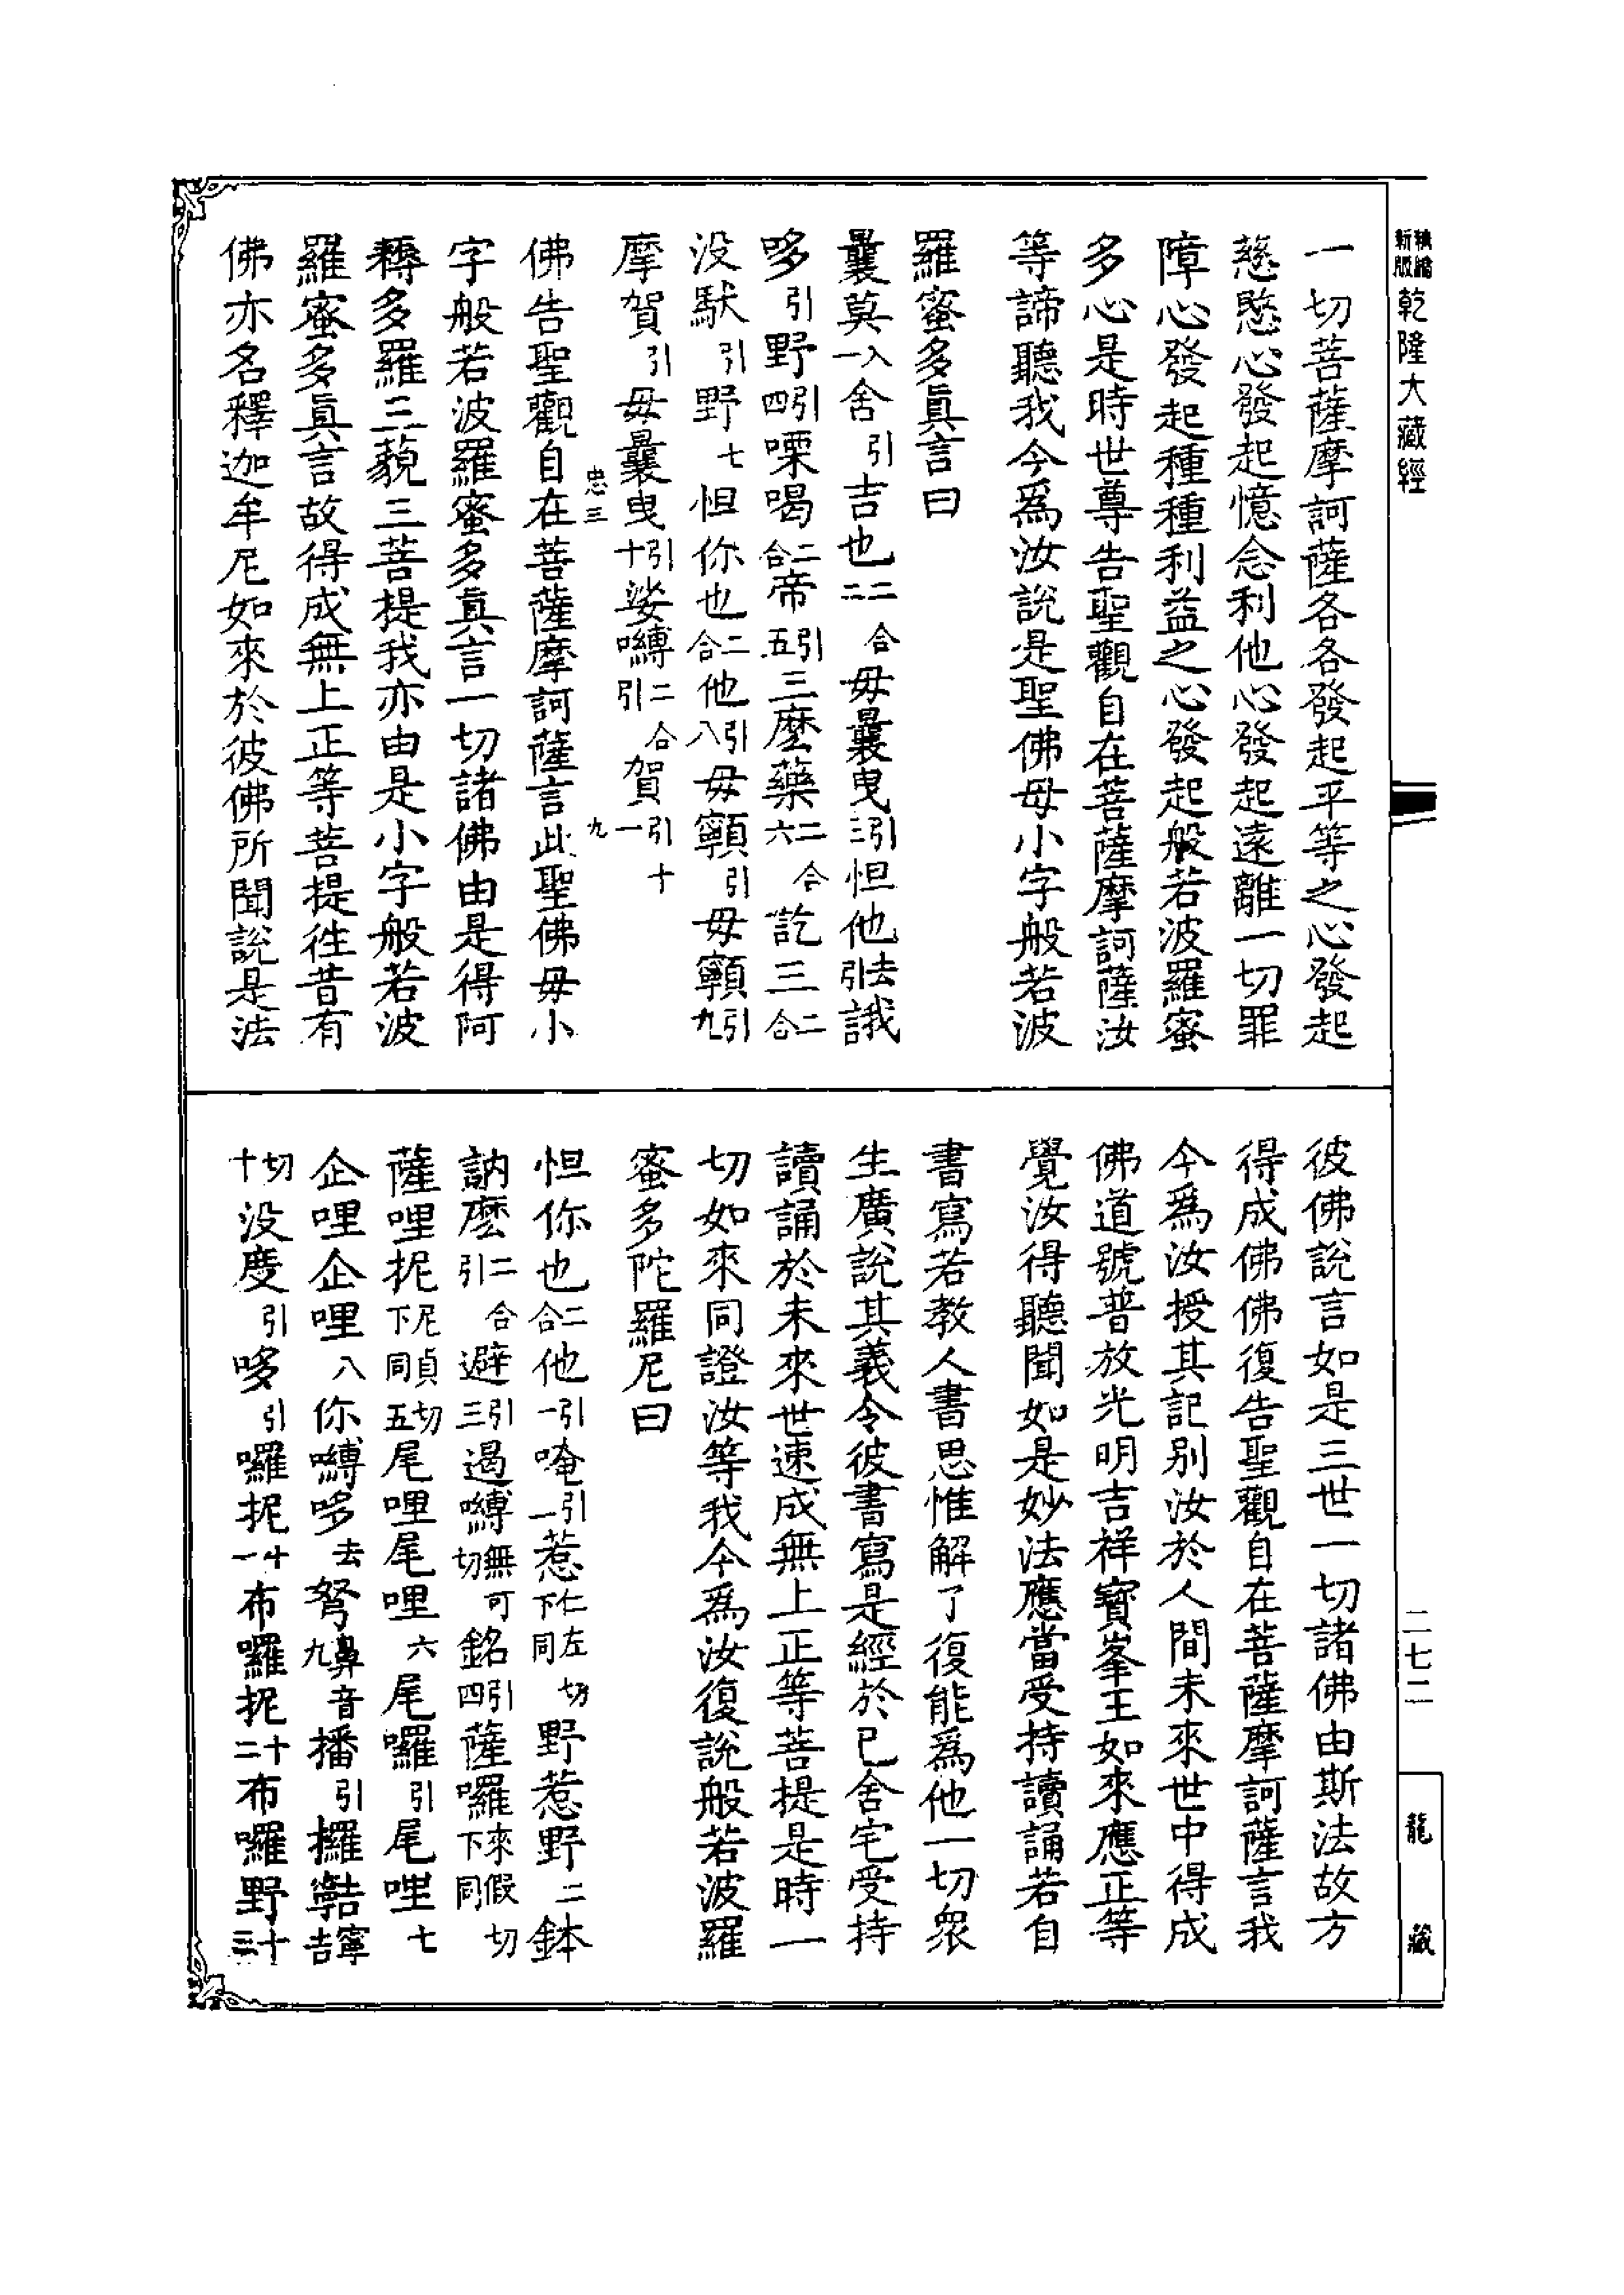 新版
乾隆大藏經
一切菩薩摩訶薩各各發起平等之心發起
慈愍心發起憶念利他心發起遠離一切罪
障心發起種種利益之心發起般若波羅蜜
多心是時世尊告聖觀自在菩薩摩訶薩汝
等諦聽我今爲汝說是聖佛母小字般若波
羅蜜多眞言曰
曩莫入一舍引吉也二合二毋曩曳引三怛他去引誐
哆引野引四㗚喝二合帝引五三麽藥二合六訖三二合
没馱引野七怛你也二合他引八毋顐引毋顐引九
摩賀引毋曩曳引十娑嚩二合引賀引十一
忠三
九
佛告聖觀自在菩薩摩訶薩言此聖佛毋小
字般若波羅蜜多眞言一切諸佛由是得阿
耨多羅三藐三菩提我亦由是小字般若波
羅蜜多眞言故得成無上正等菩提徃昔有
佛亦名釋迦牟尼如來於彼佛所聞說是法
彼佛說言如是三世一切諸佛由斯法故方
得成佛佛復告聖觀自在菩薩摩訶薩言我
今爲汝授其記别汝於人間未來世中得成
佛道號普放光明吉祥寳峯王如來應正等
覺汝得聽聞如是妙法應當受持讀誦若自
書寫若教人書思惟解了復能爲他一切衆
生廣說其義令彼書寫是經於已舍宅受持
讀誦於未來世速成無上正等菩提是時一
切如來同證汝等我今爲汝復說般若波羅
蜜多陀羅尼曰
怛你也二合他引一唵引一惹仁左切下同野惹野二鉢
訥麽二合引避引三遏嚩無可切銘引四薩囉來假切下同
薩哩抳尼貞切下同五尾哩尾哩六尾囉引尾哩七
企哩企哩八你嚩哆去弩鼻音九播引擺
切十没度引哆引囉抳十一布囉抳十二布囉野十三
二七二
龍藏